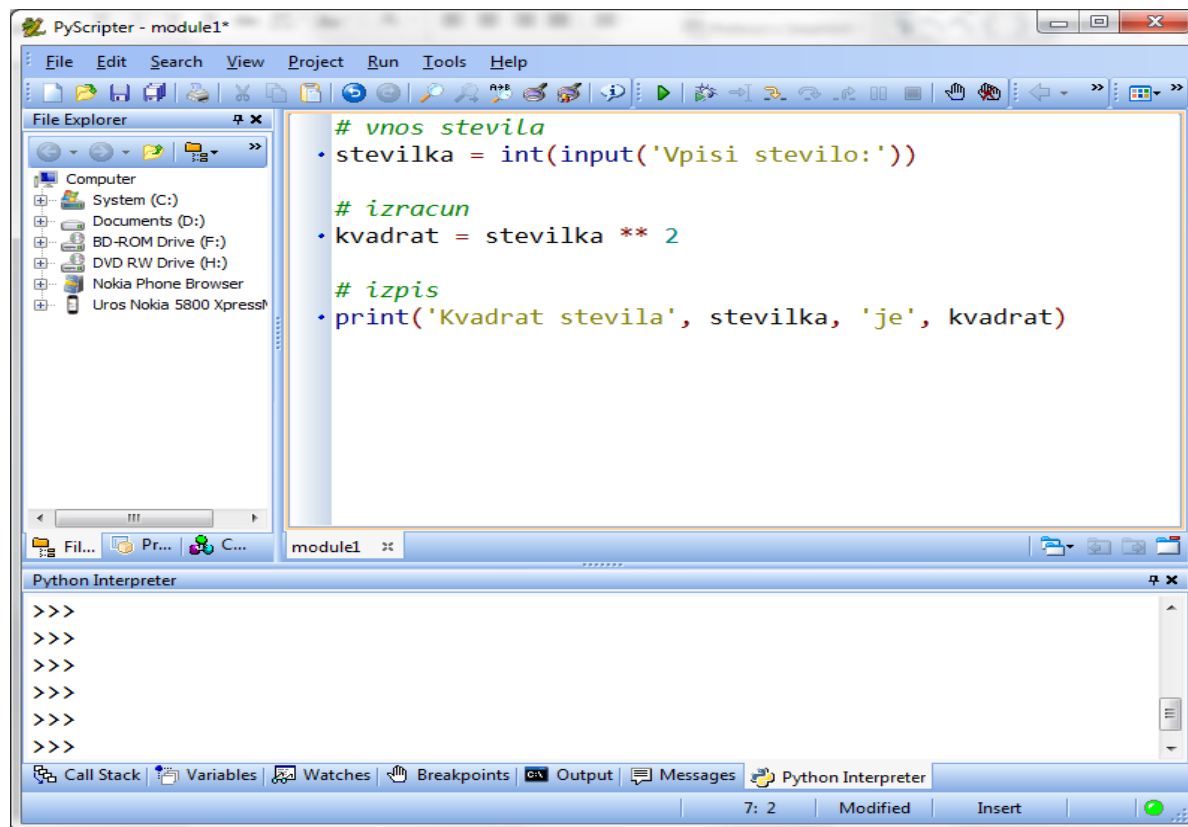 PyScripter - module1*
File Edit Search View Project Run Tools Help
File Explorer
Computer
System (C:)
Documents (D:)
BD-ROM Drive (F:)
DVD RW Drive (H:)
Nokia Phone Browser
Uros Nokia 5800 Xpress
Fil... Pr... C...
# vnos stevila
stevilka = int(input('Vpisi stevilo:'))
# izracun
kvadrat = stevilka ** 2
# izpis
print('Kvadrat stevila', stevilka, 'je', kvadrat)
module1
Python Interpreter
>>>
>>>
>>>
>>>
>>>
>>>
Call Stack Variables Watches Breakpoints Output Messages Python Interpreter
7: 2 Modified Insert